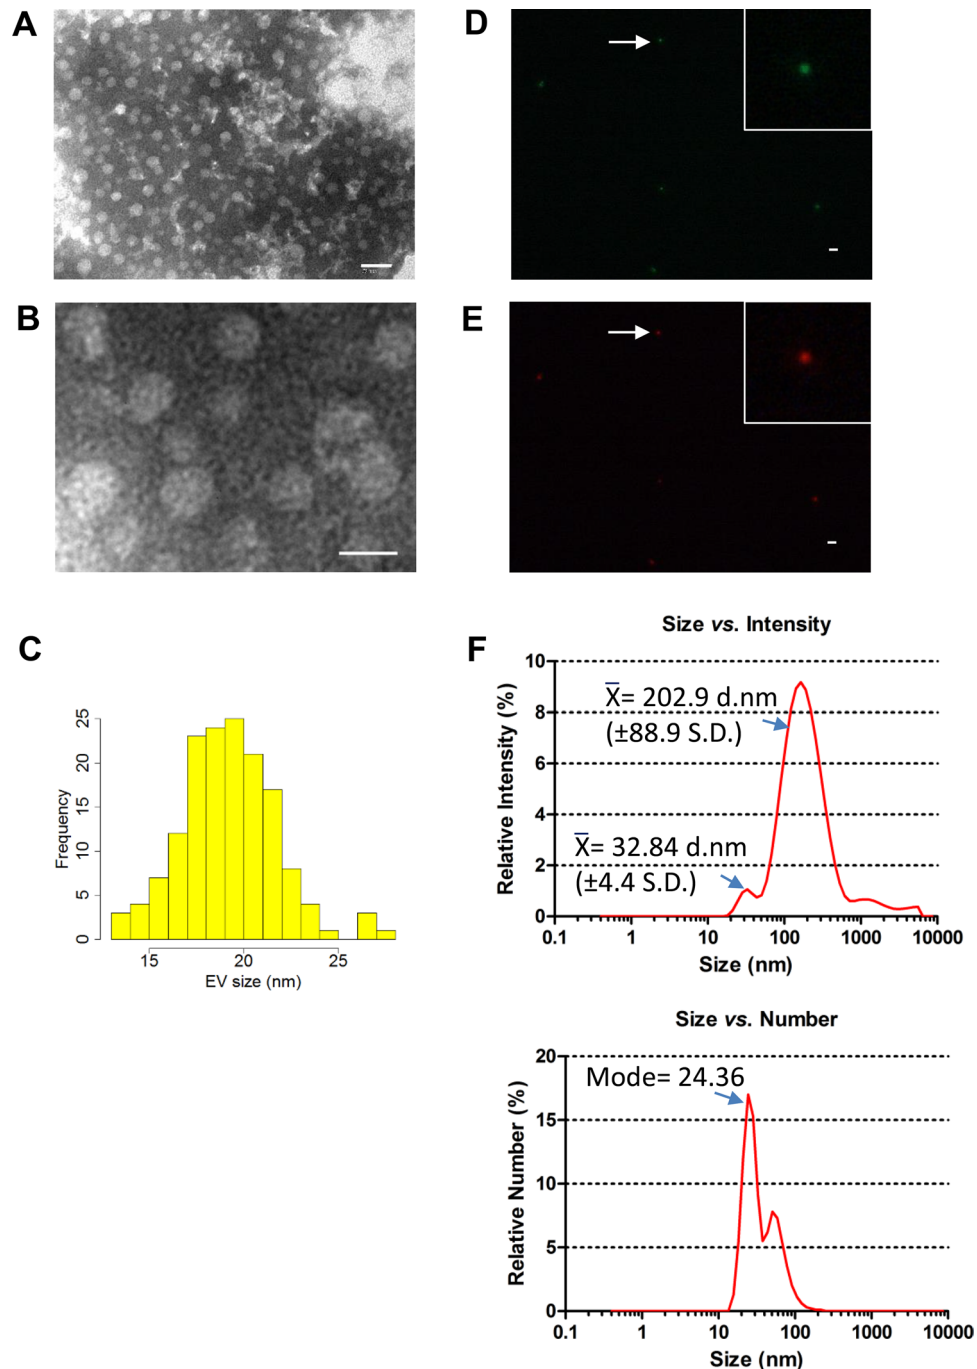 A
B
C
25
20
15
10
5
0
Frequency
15 20 25
EV size (nm)
D
E
F
Size vs. Intensity
10
8
6
4
2
0
Relative Intensity (%)
X̅= 202.9 d.nm
(±88.9 S.D.)
X̅= 32.84 d.nm
(±4.4 S.D.)
0.1 1 10 100 1000 10000
Size (nm)
Size vs. Number
20
15
10
5
0
Relative Number (%)
Mode= 24.36
0.1 1 10 100 1000 10000
Size (nm)